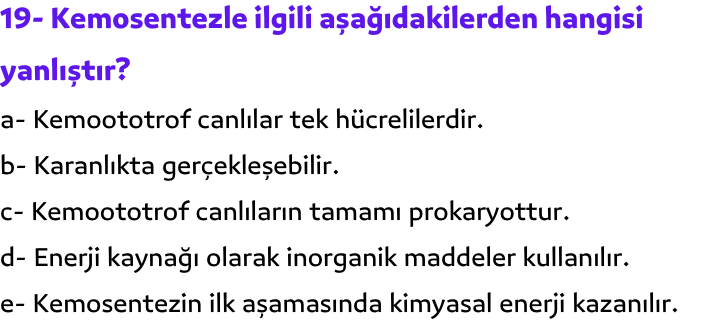 19- Kemosentezle ilgili aşağıdakilerden hangisi
yanlıştır?
a- Kemoototrof canlılar tek hücrelilerdir.
b- Karanlıkta gerçekleşebilir.
c- Kemoototrof canlıların tamamı prokaryottur.
d- Enerji kaynağı olarak inorganik maddeler kullanılır.
e- Kemosentezin ilk aşamasında kimyasal enerji kazanılır.